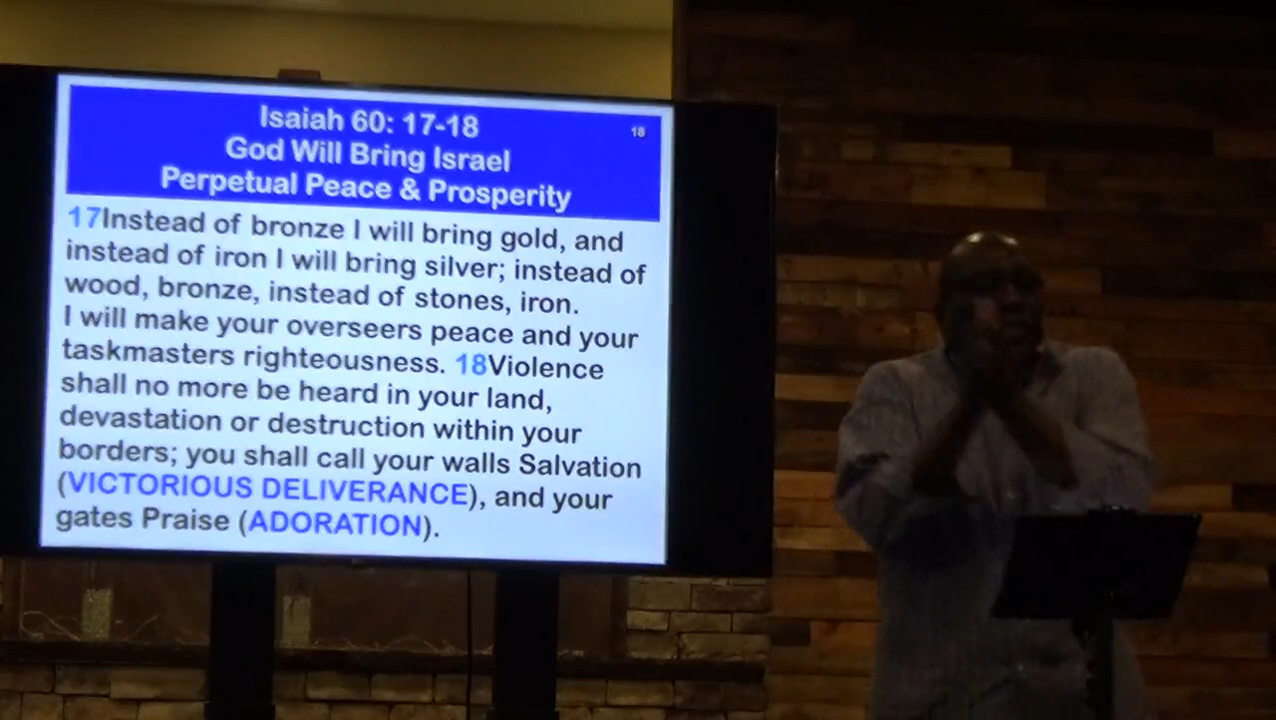 Isaiah 60: 17-18
18
God Will Bring Israel
Perpetual Peace & Prosperity
17Instead of bronze I will bring gold, and
instead of iron I will bring silver; instead of
wood, bronze, instead of stones, iron.
I will make your overseers peace and your
taskmasters righteousness. 18Violence
shall no more be heard in your land,
devastation or destruction within your
borders; you shall call your walls Salvation
(VICTORIOUS DELIVERANCE), and your
gates Praise (ADORATION).